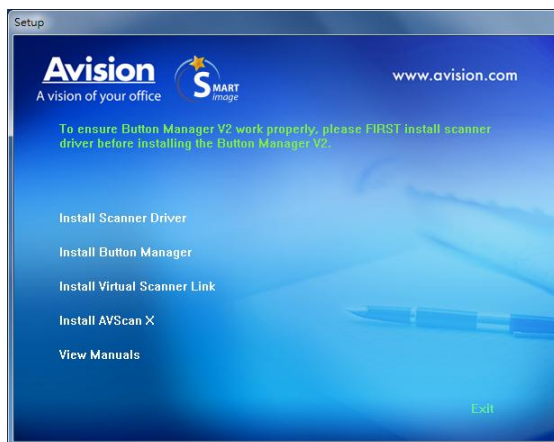 Setup
Avision
A vision of your office
SMART
image
www.avision.com
To ensure Button Manager V2 work properly, please FIRST install scanner
driver before installing the Button Manager V2.
Install Scanner Driver
Install Button Manager
Install Virtual Scanner Link
Install AVScan X
View Manuals
Exit